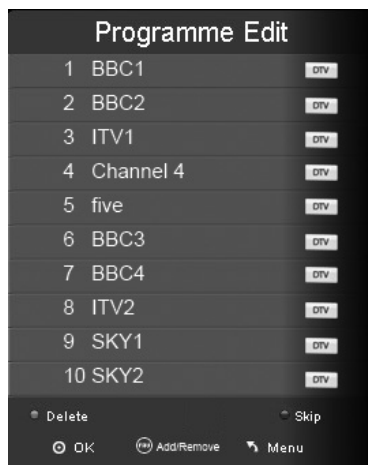 Programme Edit
1 BBC1 DTV
2 BBC2 DTV
3 ITV1 DTV
4 Channel 4 DTV
5 five DTV
6 BBC3 DTV
7 BBC4 DTV
8 ITV2 DTV
9 SKY1 DTV
10 SKY2 DTV
Delete Skip
OK Add/Remove Menu